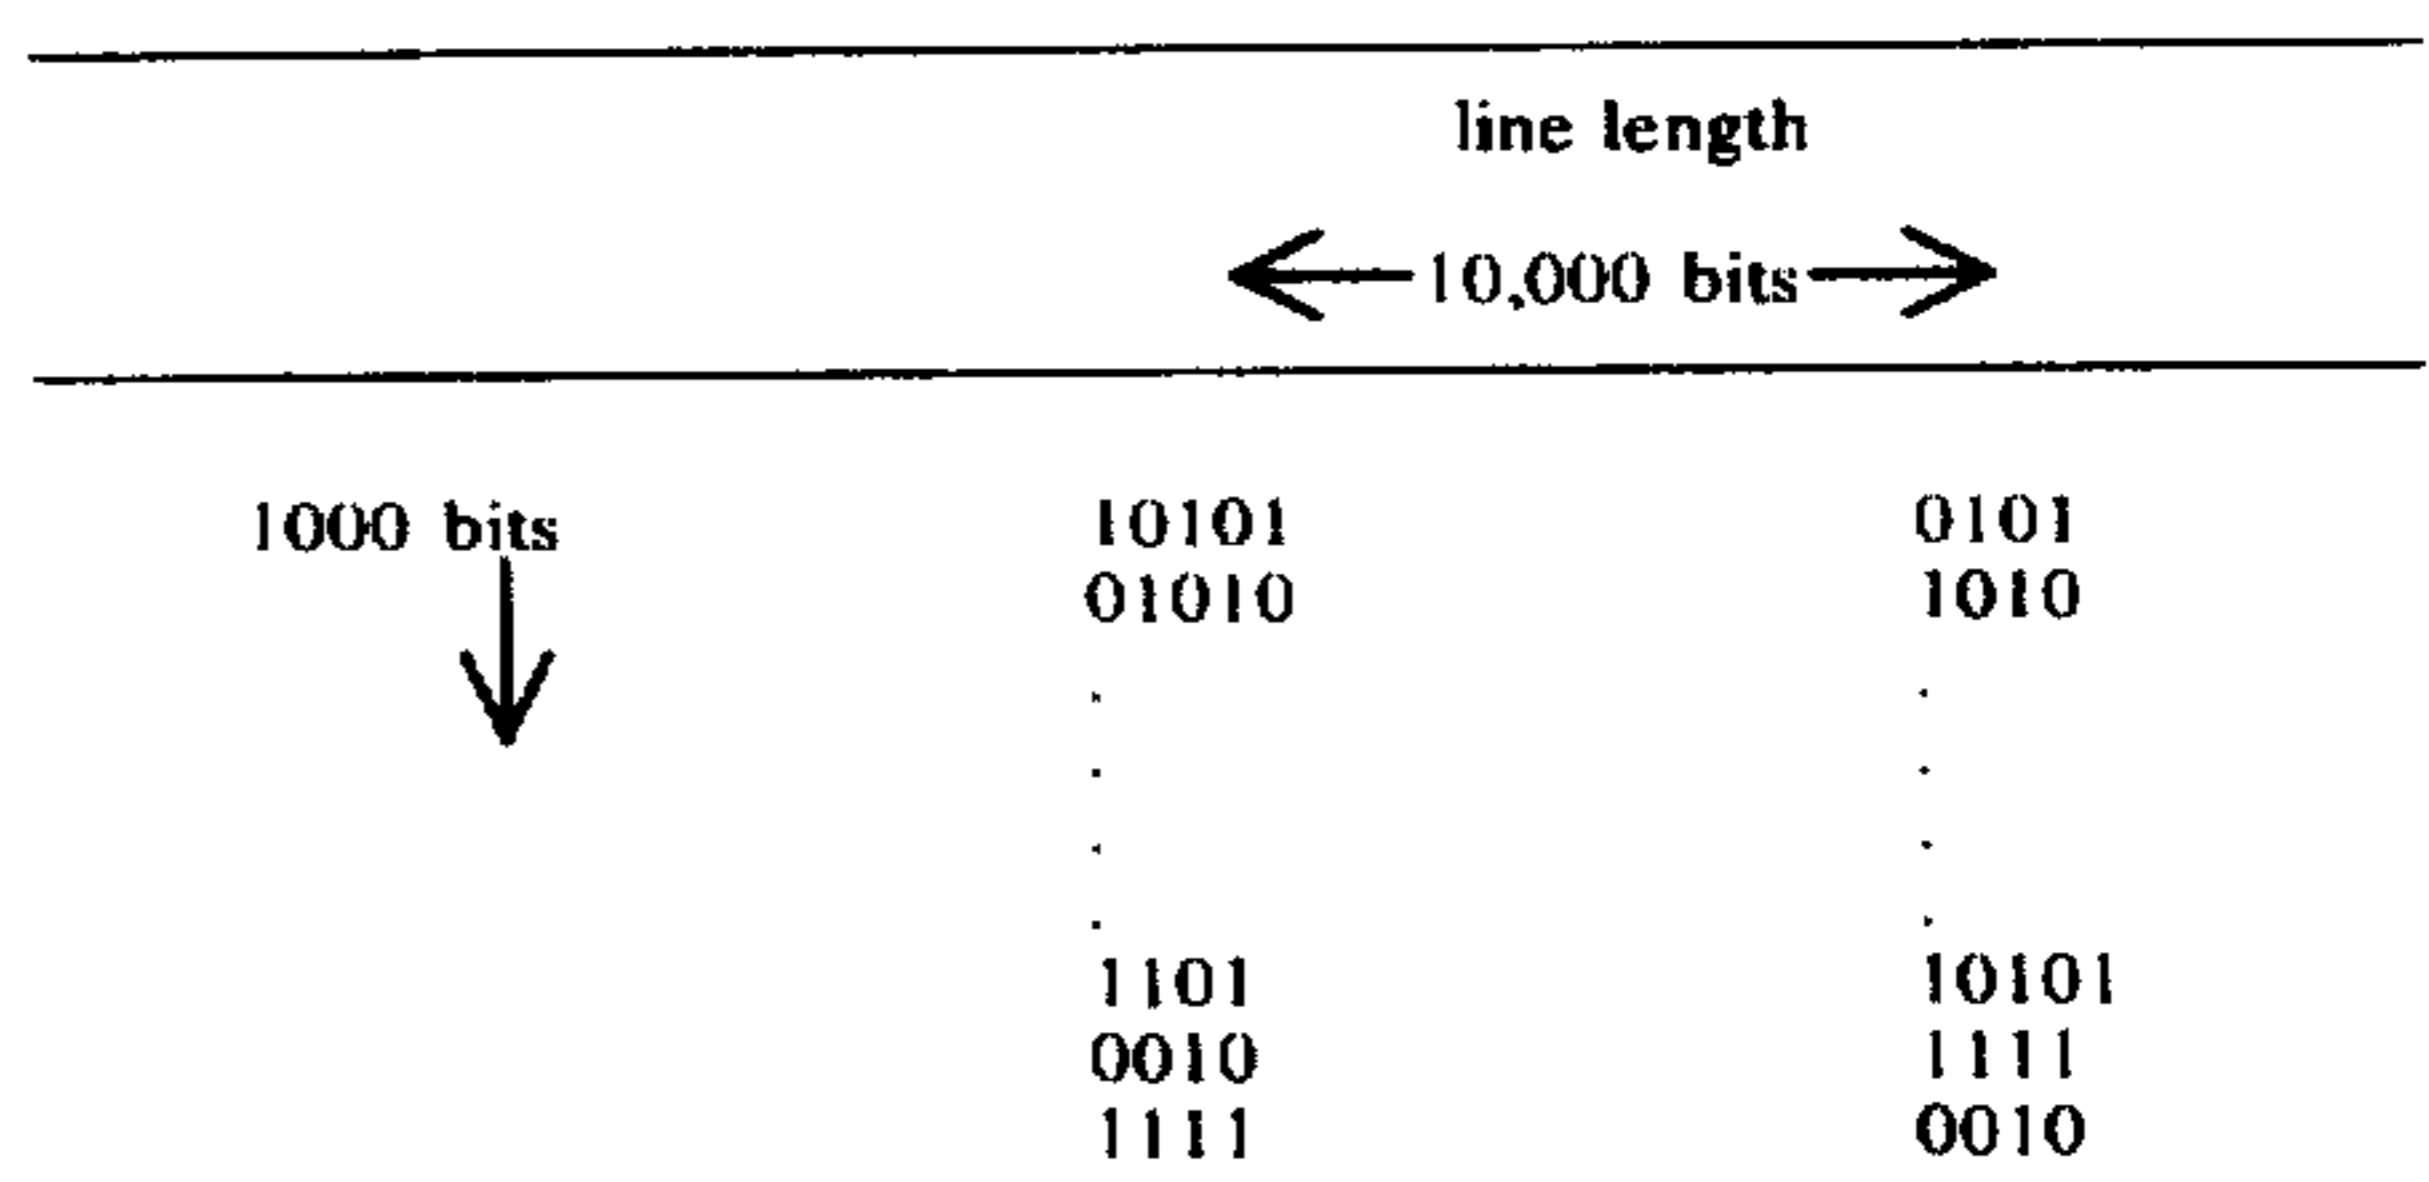 line length
10,000 bits
1000 bits 10101 0101
01010 1010
. .
. .
. .
. .
1101 10101
0010 1111
1111 0010